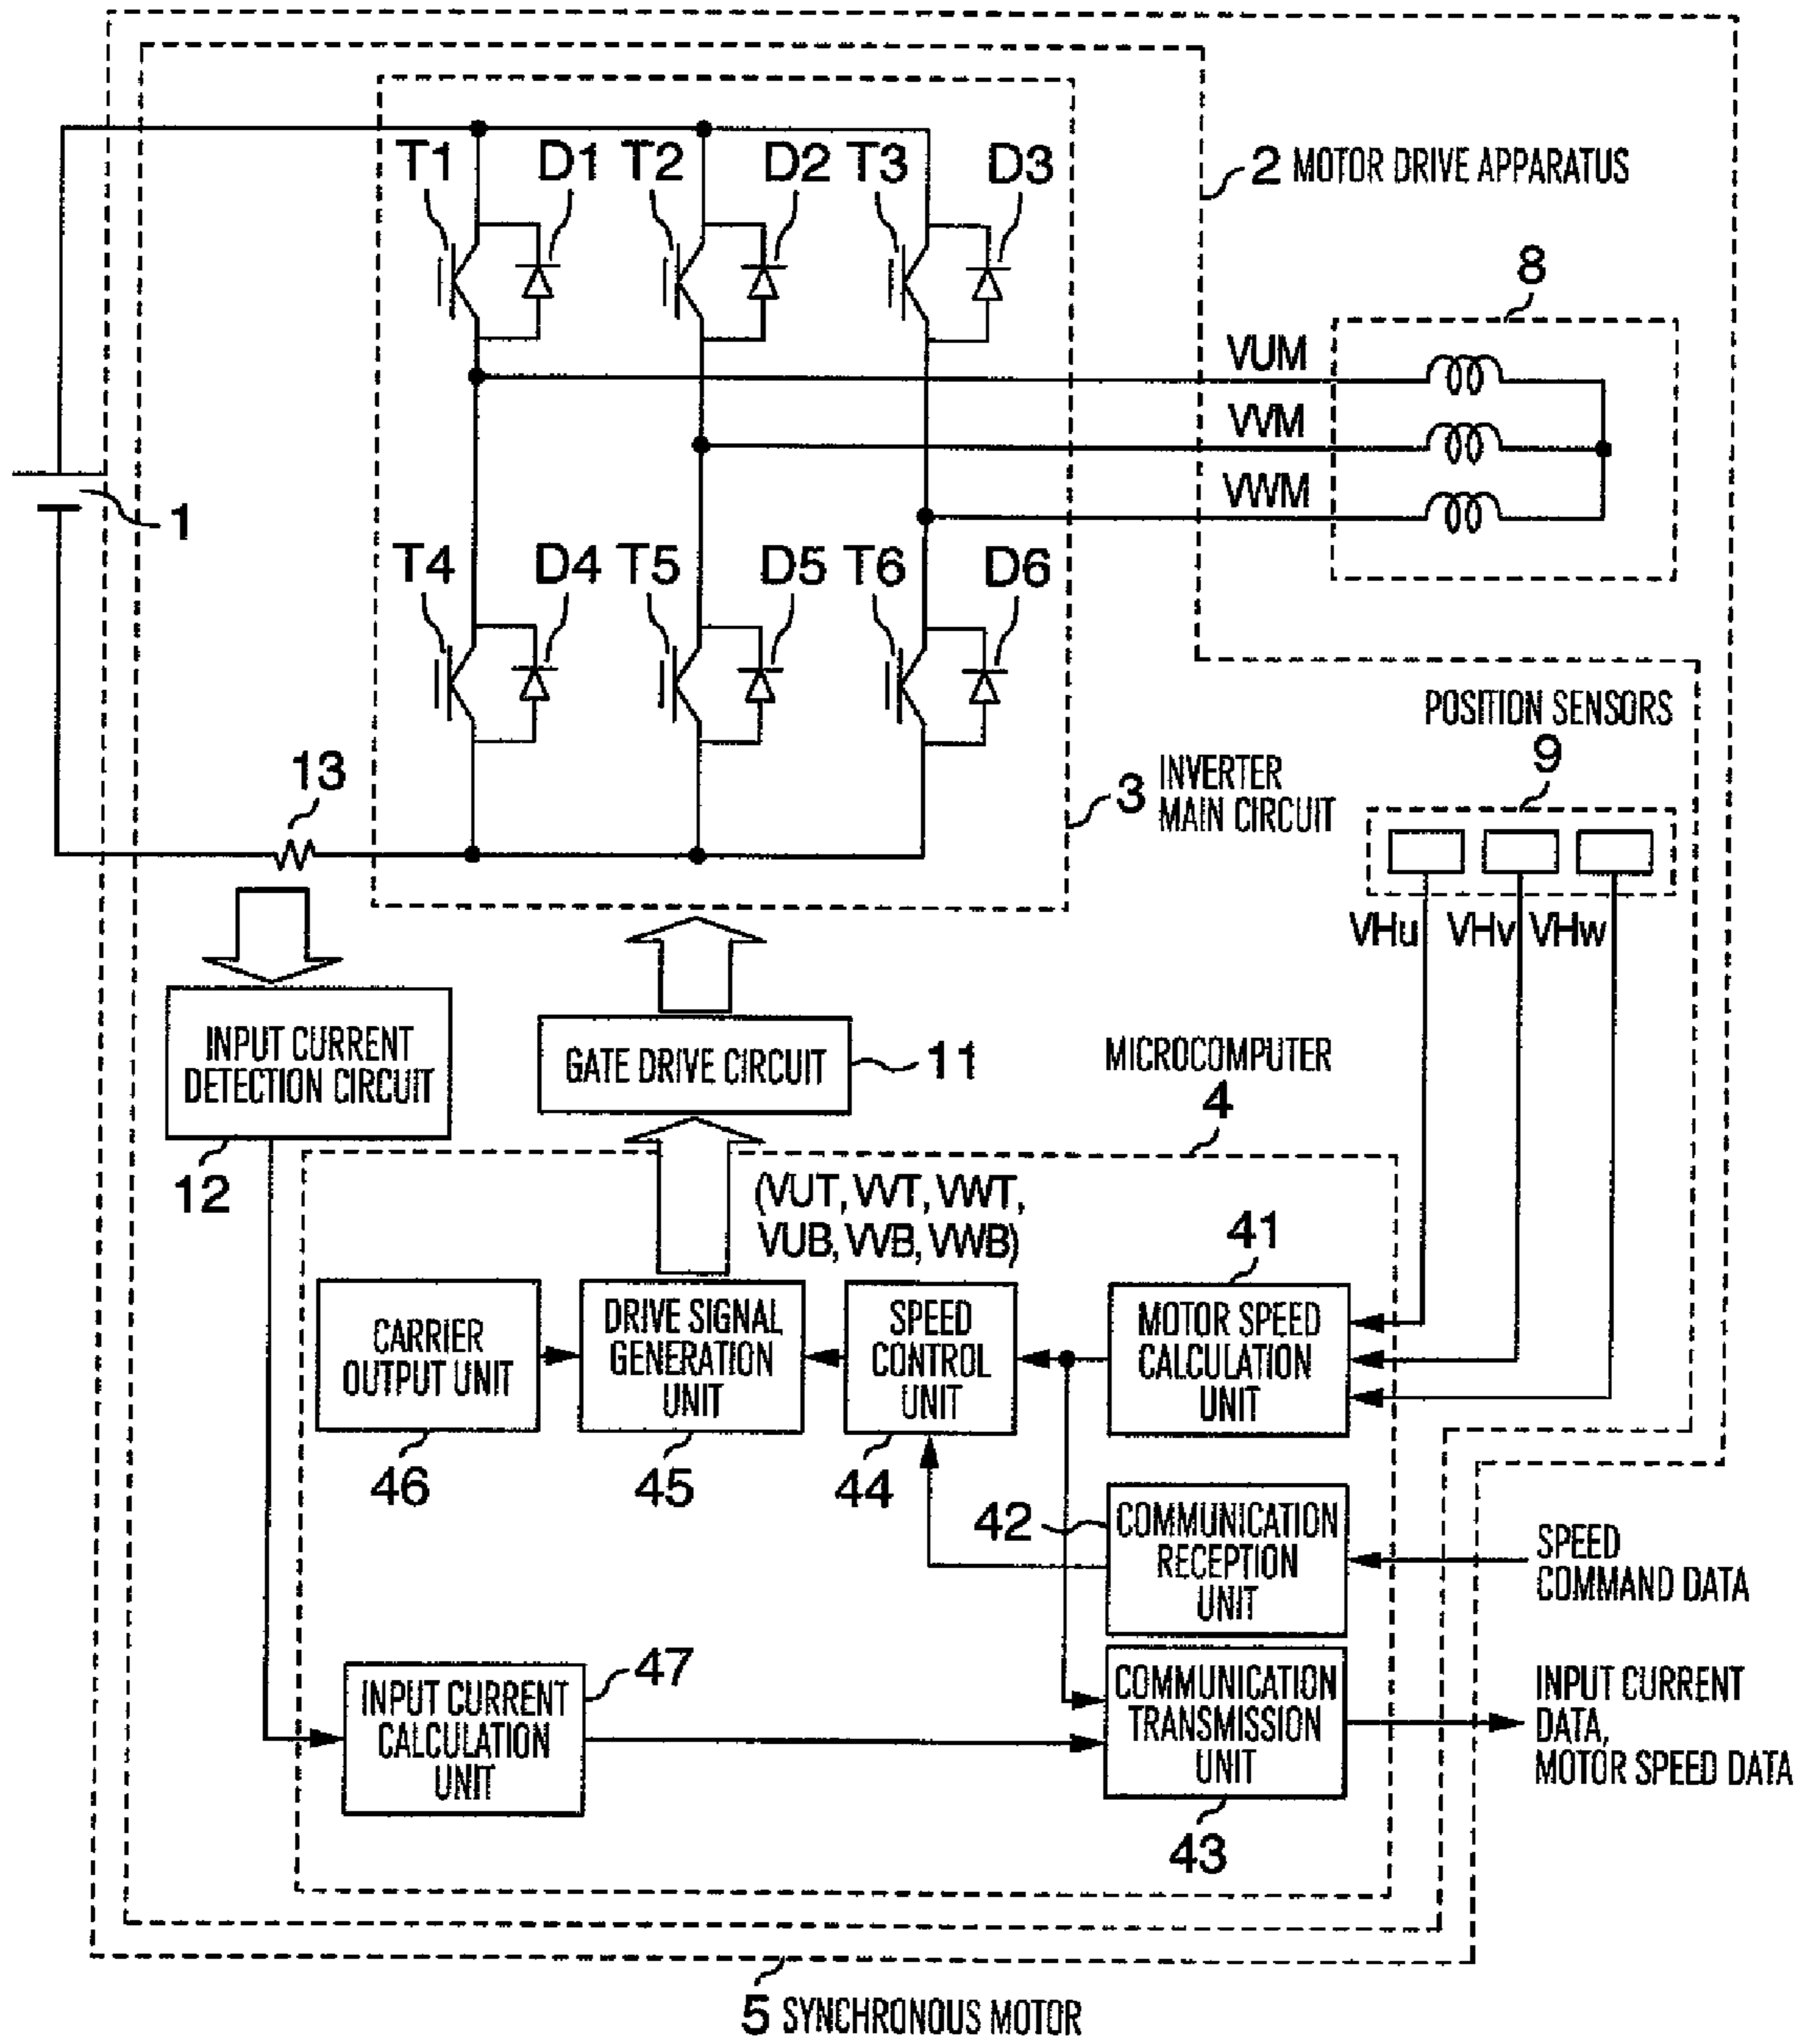 T1 D1 T2 D2 T3 D3
2 MOTOR DRIVE APPARATUS
8
VUM
VVM
VWM
1
T4 D4 T5 D5 T6 D6
POSITION SENSORS
9
13
3 INVERTER
MAIN CIRCUIT
VHu VHv VHw
INPUT CURRENT
DETECTION CIRCUIT
12
GATE DRIVE CIRCUIT
11
MICROCOMPUTER
4
(VUT, VVT, VWT,
VUB, VVB, VWB)
41
CARRIER
OUTPUT UNIT
46
DRIVE SIGNAL
GENERATION
UNIT
45
SPEED
CONTROL
UNIT
44
MOTOR SPEED
CALCULATION
UNIT
42
COMMUNICATION
RECEPTION
UNIT
SPEED
COMMAND DATA
47
INPUT CURRENT
CALCULATION
UNIT
COMMUNICATION
TRANSMISSION
UNIT
43
INPUT CURRENT
DATA,
MOTOR SPEED DATA
5 SYNCHRONOUS MOTOR